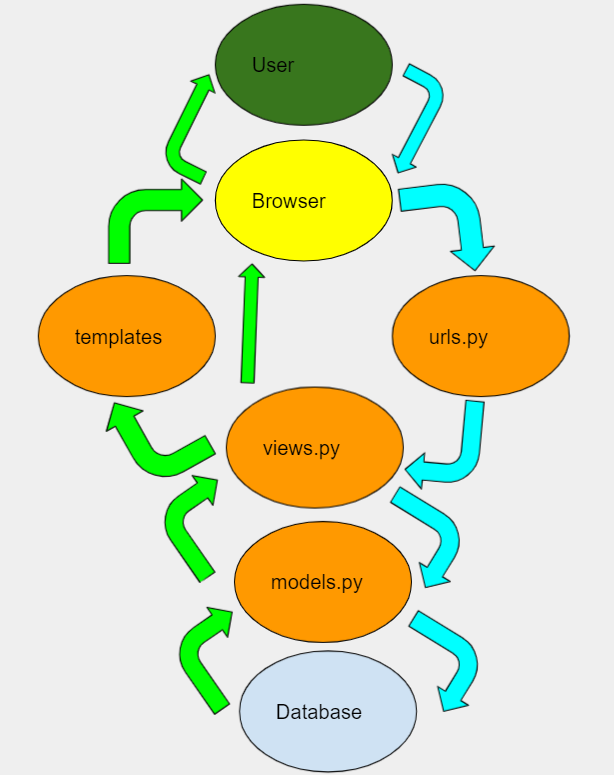 User
Browser
templates
urls.py
views.py
models.py
Database